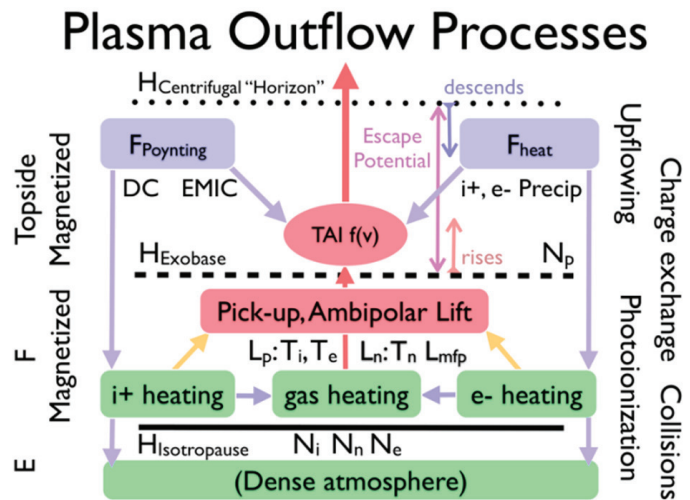 Plasma Outflow Processes
HCentrifugal "Horizon"
descends
FPoynting
Escape
Potential
Fheat
DC EMIC
i+, e- Precip
TAI f(v)
HExobase
rises
Np
Pick-up, Ambipolar Lift
Lp:Ti, Te Ln:Tn Lmfp
i+ heating
gas heating
e- heating
HIsotropause Ni Nn Ne
(Dense atmosphere)
Topside
Magnetized
F
Magnetized
E
Upflowing
Charge exchange
Photoionization
Collisions